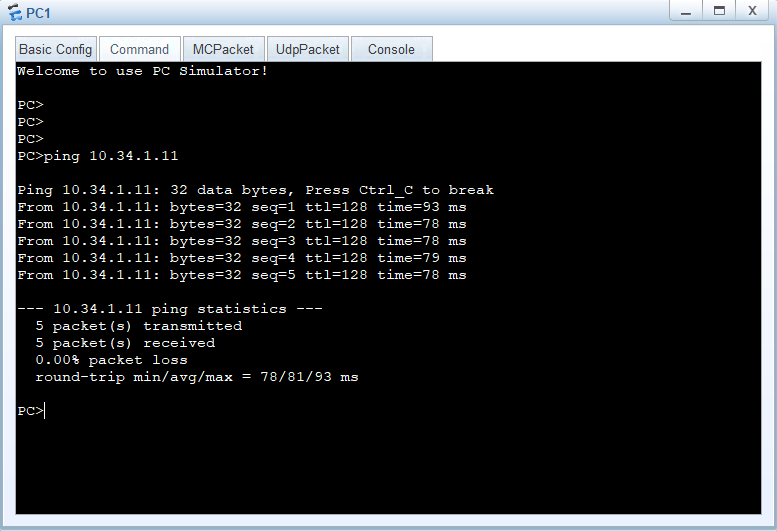 PC1
Basic Config Command MCPacket UdpPacket Console
Welcome to use PC Simulator!
PC>
PC>
PC>
PC>ping 10.34.1.11
Ping 10.34.1.11: 32 data bytes, Press Ctrl_C to break
From 10.34.1.11: bytes=32 seq=1 ttl=128 time=93 ms
From 10.34.1.11: bytes=32 seq=2 ttl=128 time=78 ms
From 10.34.1.11: bytes=32 seq=3 ttl=128 time=78 ms
From 10.34.1.11: bytes=32 seq=4 ttl=128 time=79 ms
From 10.34.1.11: bytes=32 seq=5 ttl=128 time=78 ms
--- 10.34.1.11 ping statistics ---
5 packet(s) transmitted
5 packet(s) received
0.00% packet loss
round-trip min/avg/max = 78/81/93 ms
PC>